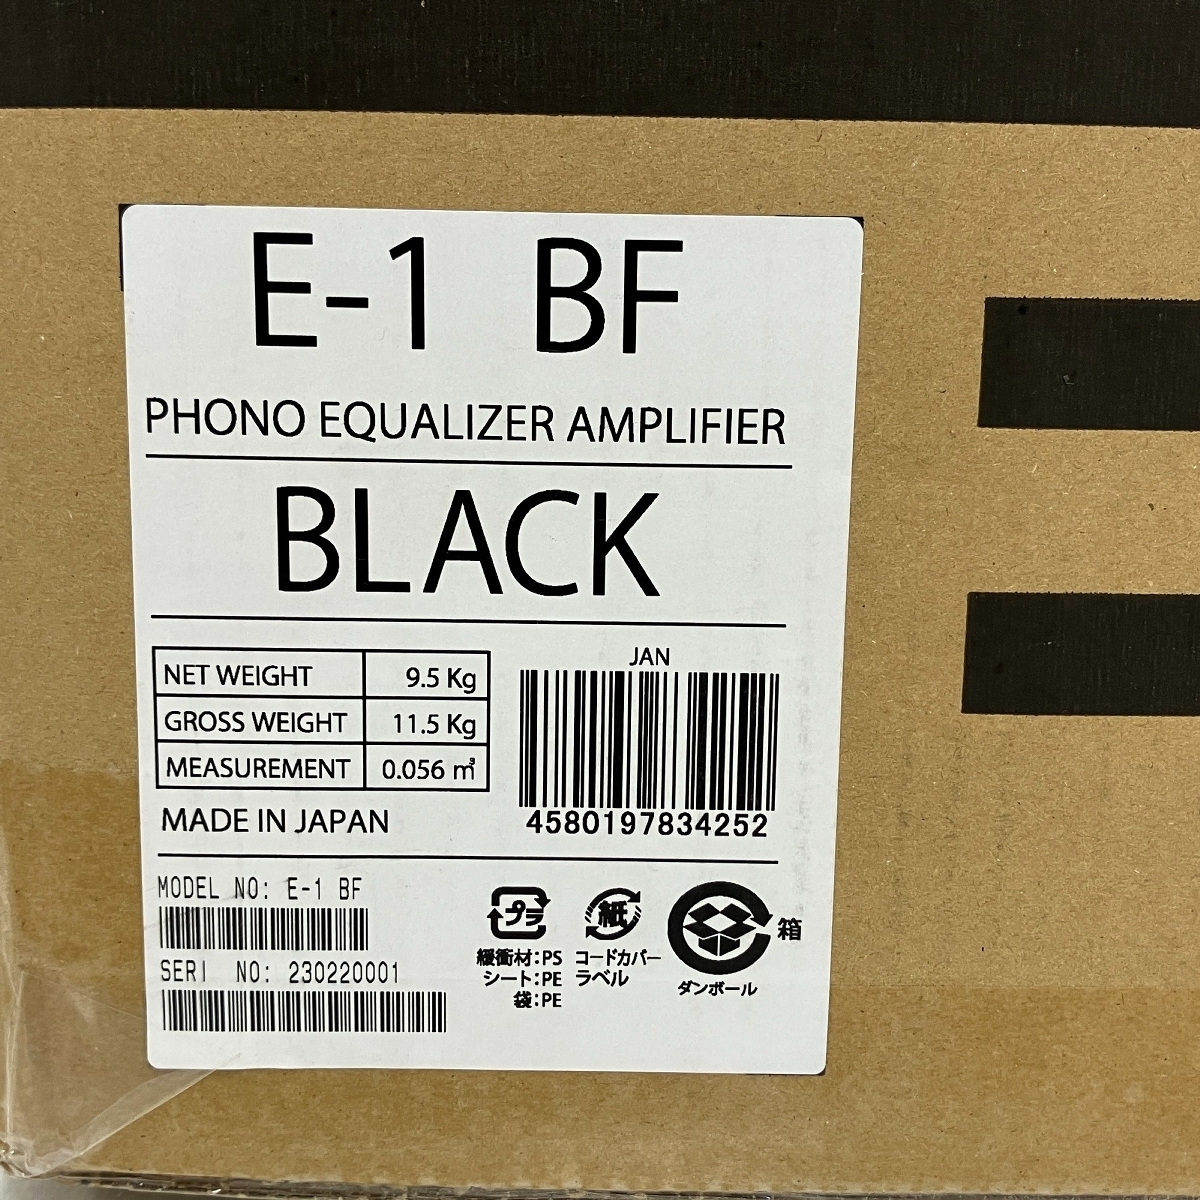 E-1 BF
PHONO EQUALIZER AMPLIFIER
BLACK
NET WEIGHT 9.5 Kg
GROSS WEIGHT 11.5 Kg
MEASUREMENT 0.056 ㎥
MADE IN JAPAN
JAN
4580197834252
MODEL NO: E-1 BF
SERI NO: 230220001
プラ
緩衝材:PS
シート:PE
袋:PE
紙
コードカバー
ラベル
箱
ダンボール